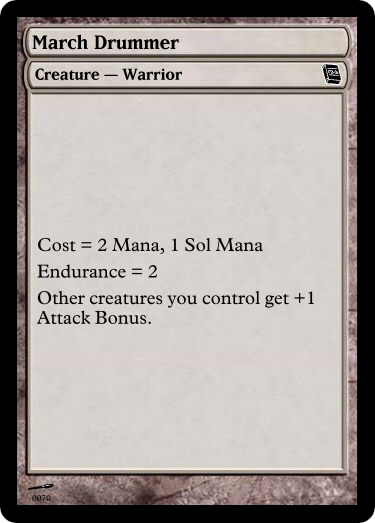 March Drummer
Creature — Warrior
Cost = 2 Mana, 1 Sol Mana
Endurance = 2
Other creatures you control get +1
Attack Bonus.
0070